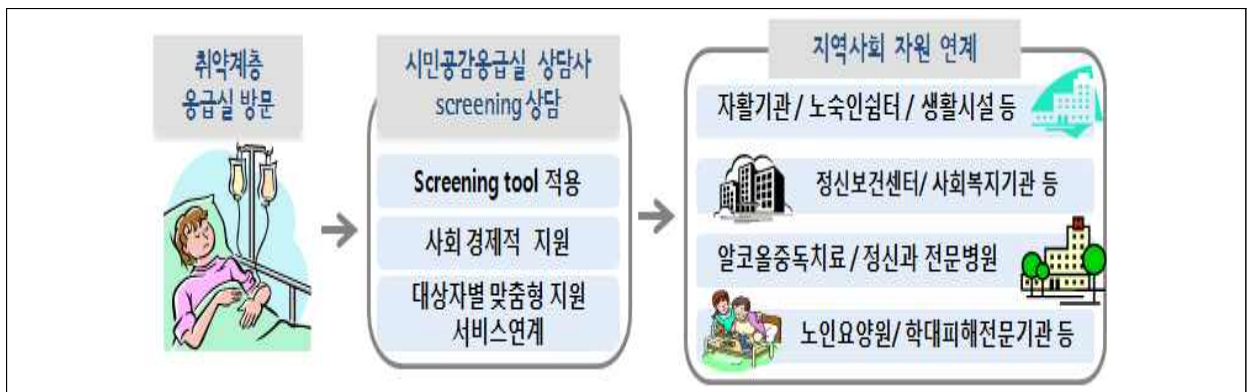 취약계층
응급실 방문
시민공감응급실 상담사
screening 상담
Screening tool 적용
사회 경제적 지원
대상자별 맞춤형 지원
서비스연계
지역사회 자원 연계
자활기관 / 노숙인쉼터 / 생활시설 등
정신보건센터/ 사회복지기관 등
알코올중독치료 / 정신과 전문병원
노인요양원/ 학대피해전문기관 등